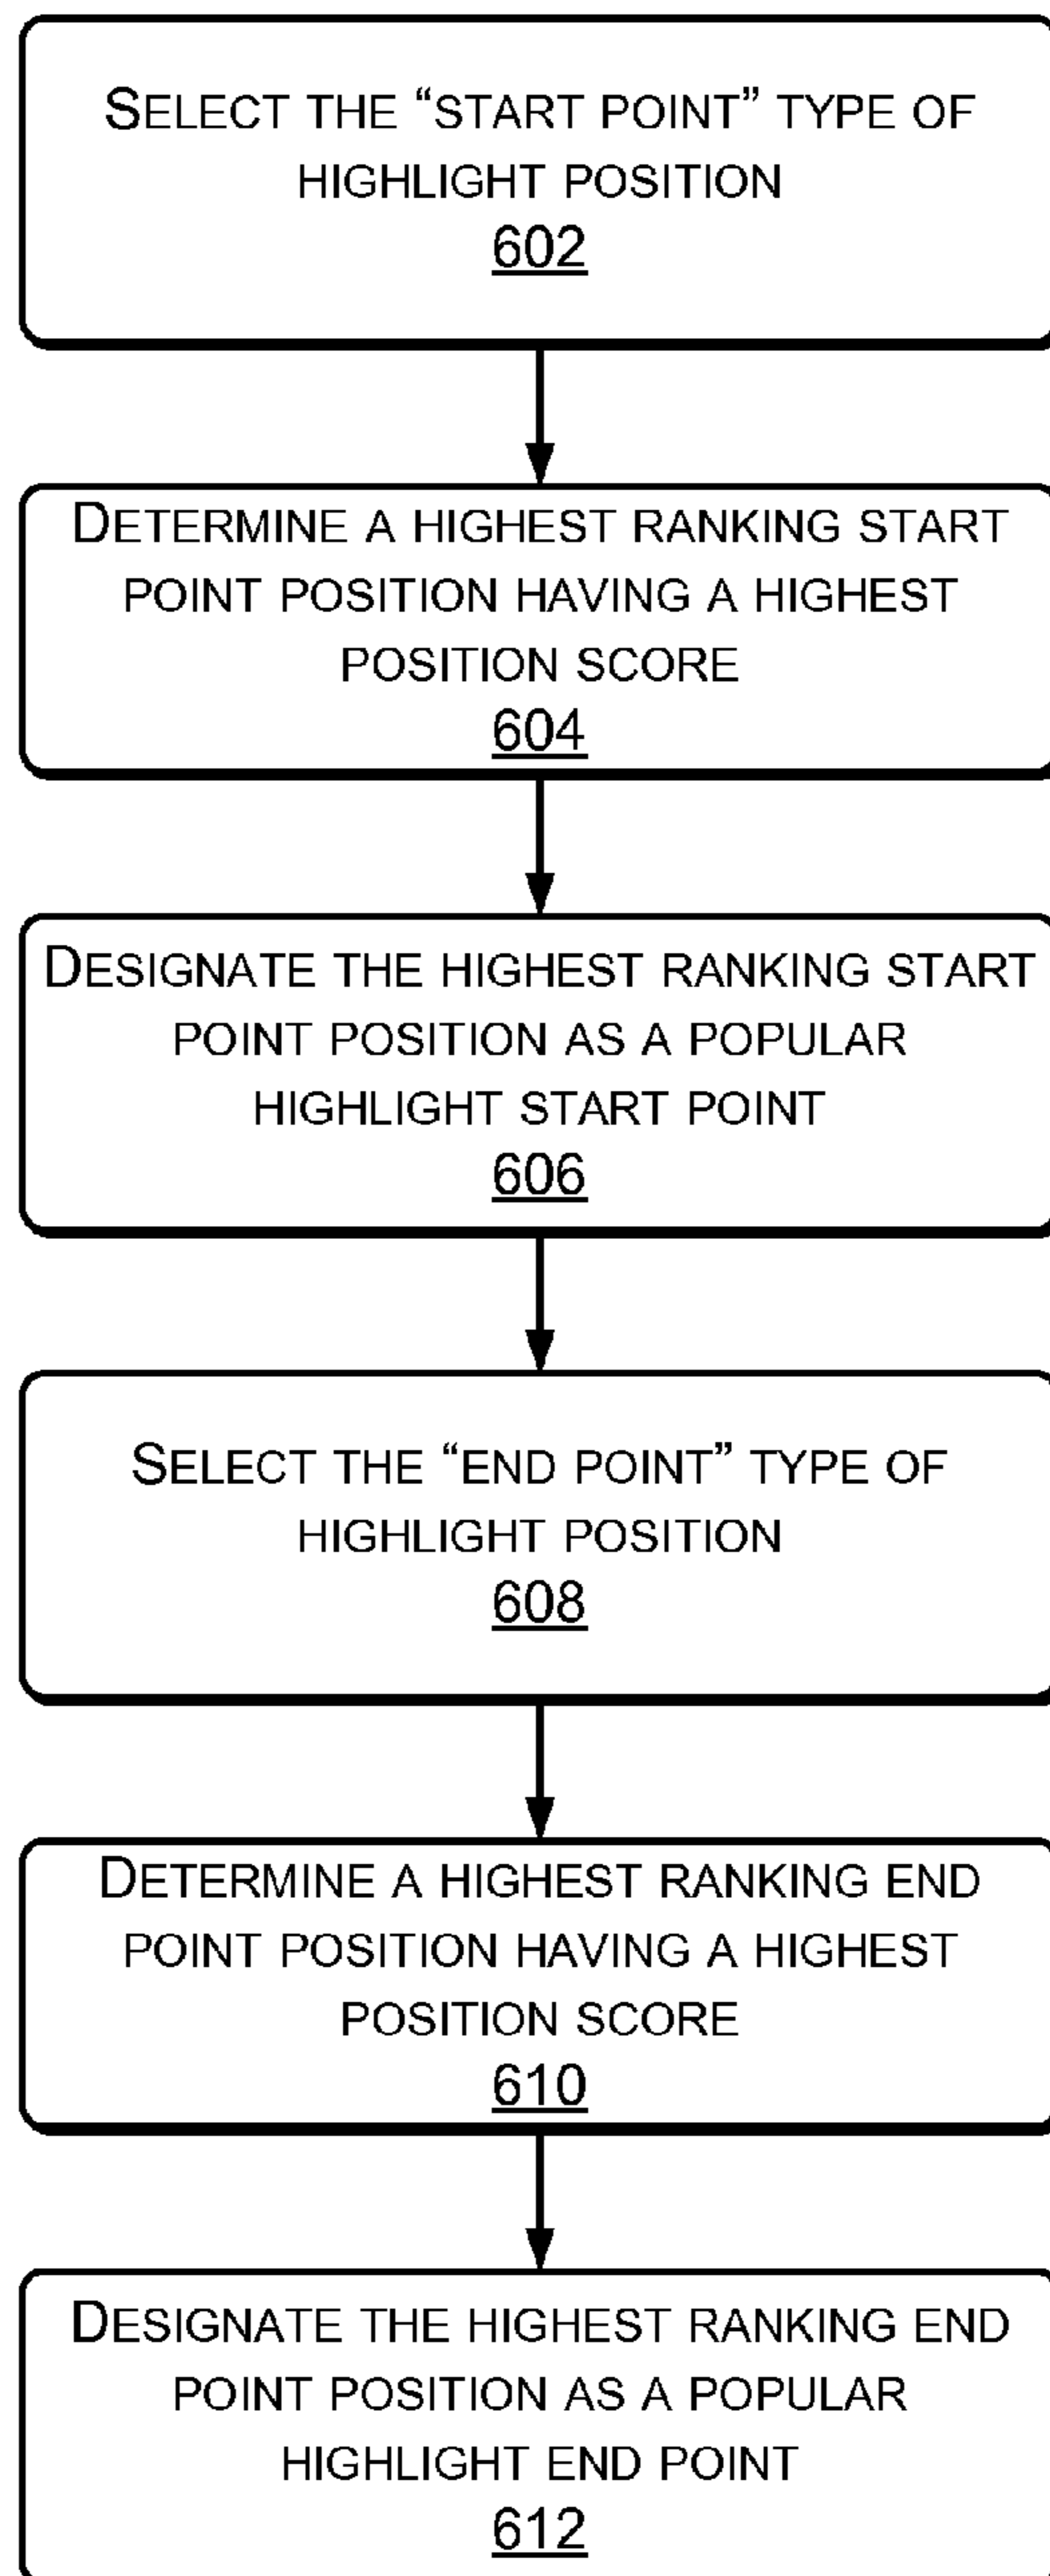 SELECT THE “START POINT” TYPE OF
HIGHLIGHT POSITION
602
DETERMINE A HIGHEST RANKING START
POINT POSITION HAVING A HIGHEST
POSITION SCORE
604
DESIGNATE THE HIGHEST RANKING START
POINT POSITION AS A POPULAR
HIGHLIGHT START POINT
606
SELECT THE “END POINT” TYPE OF
HIGHLIGHT POSITION
608
DETERMINE A HIGHEST RANKING END
POINT POSITION HAVING A HIGHEST
POSITION SCORE
610
DESIGNATE THE HIGHEST RANKING END
POINT POSITION AS A POPULAR
HIGHLIGHT END POINT
612